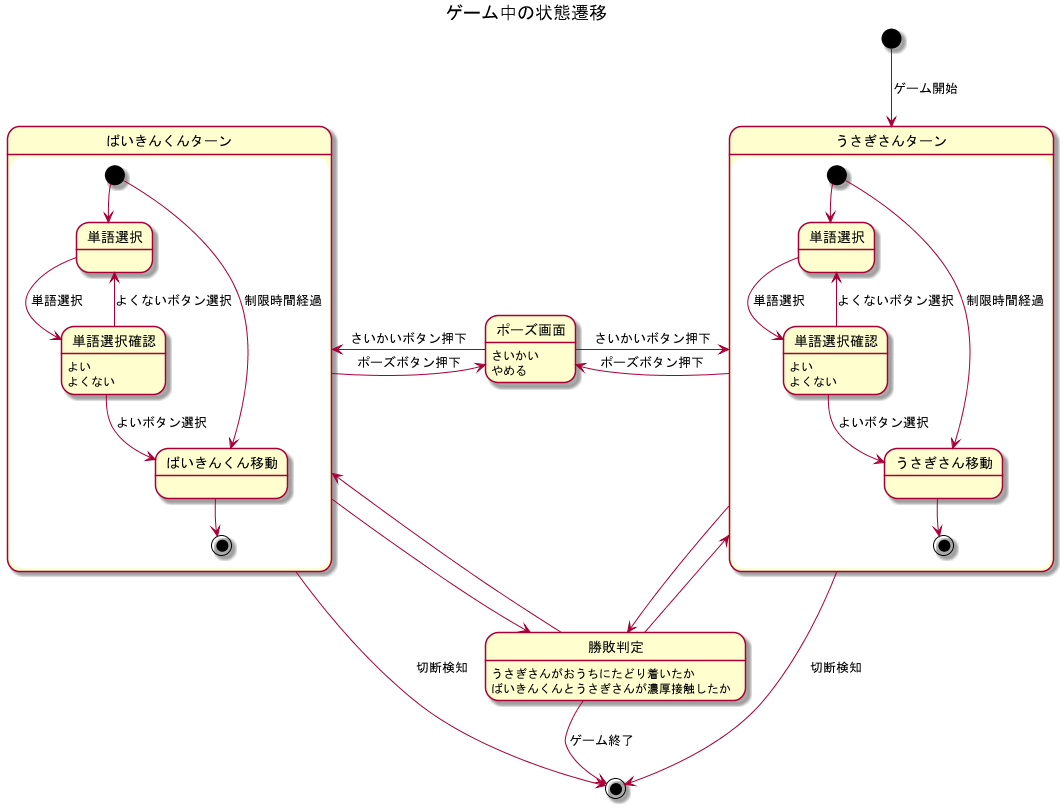 ゲーム中の状態遷移
ゲーム開始
ばいきんくんターン
単語選択
単語選択
よくないボタン選択
制限時間経過
単語選択確認
よい
よくない
よいボタン選択
ばいきんくん移動
さいかいボタン押下
ポーズボタン押下
ポーズ画面
さいかい
やめる
さいかいボタン押下
ポーズボタン押下
うさぎさんターン
単語選択
単語選択
よくないボタン選択
制限時間経過
単語選択確認
よい
よくない
よいボタン選択
うさぎさん移動
勝敗判定
うさぎさんがおうちにたどり着いたか
ばいきんくんとうさぎさんが濃厚接触したか
切断検知
切断検知
ゲーム終了